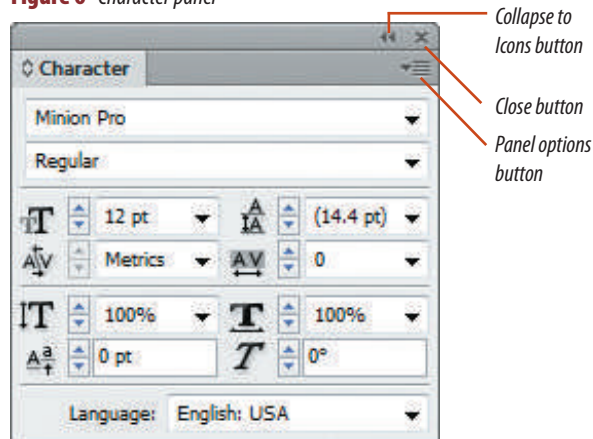 Figure 6 Character panel
Collapse to
Icons button
Character
Close button
Minion Pro
Panel options
button
Regular
12 pt
(14.4 pt)
Metrics
0
100%
100%
0 pt
0°
Language: English: USA